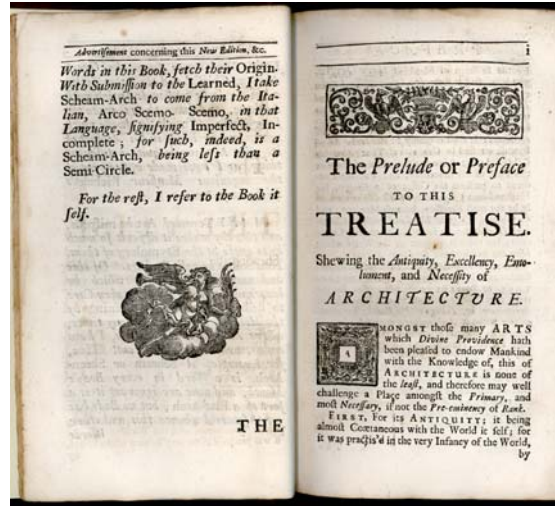 Advertisement concerning this New Edition, &c.
Words in this Book, fetch their Origin.
With Submission to the Learned, I take
Scheam-Arch to come from the Ita-
lian, Arco Scemo. Scemo, in that
Language, signifying Imperfect, In-
complete; for such, indeed, is a
Scheam-Arch, being less than a
Semi-Circle.
For the rest, I refer to the Book it
self.
THE
i
The Prelude or Preface
TO THIS
TREATISE.
Shewing the Antiquity, Excellency, Emo-
lument, and Necessity of
ARCHITECTURE.
AMONGST those many ARTS
which Divine Providence hath
been pleased to endow Mankind
with the Knowledge of, this of
ARCHITECTURE is none of
the least, and therefore may well
challenge a Place amongst the Primary, and
most Necessary, if not the Pre-eminency of Rank.
FIRST, For its ANTIQUITY; it being
almost Coætaneous with the World it self; for
it was practis'd in the very Infancy of the World,
by